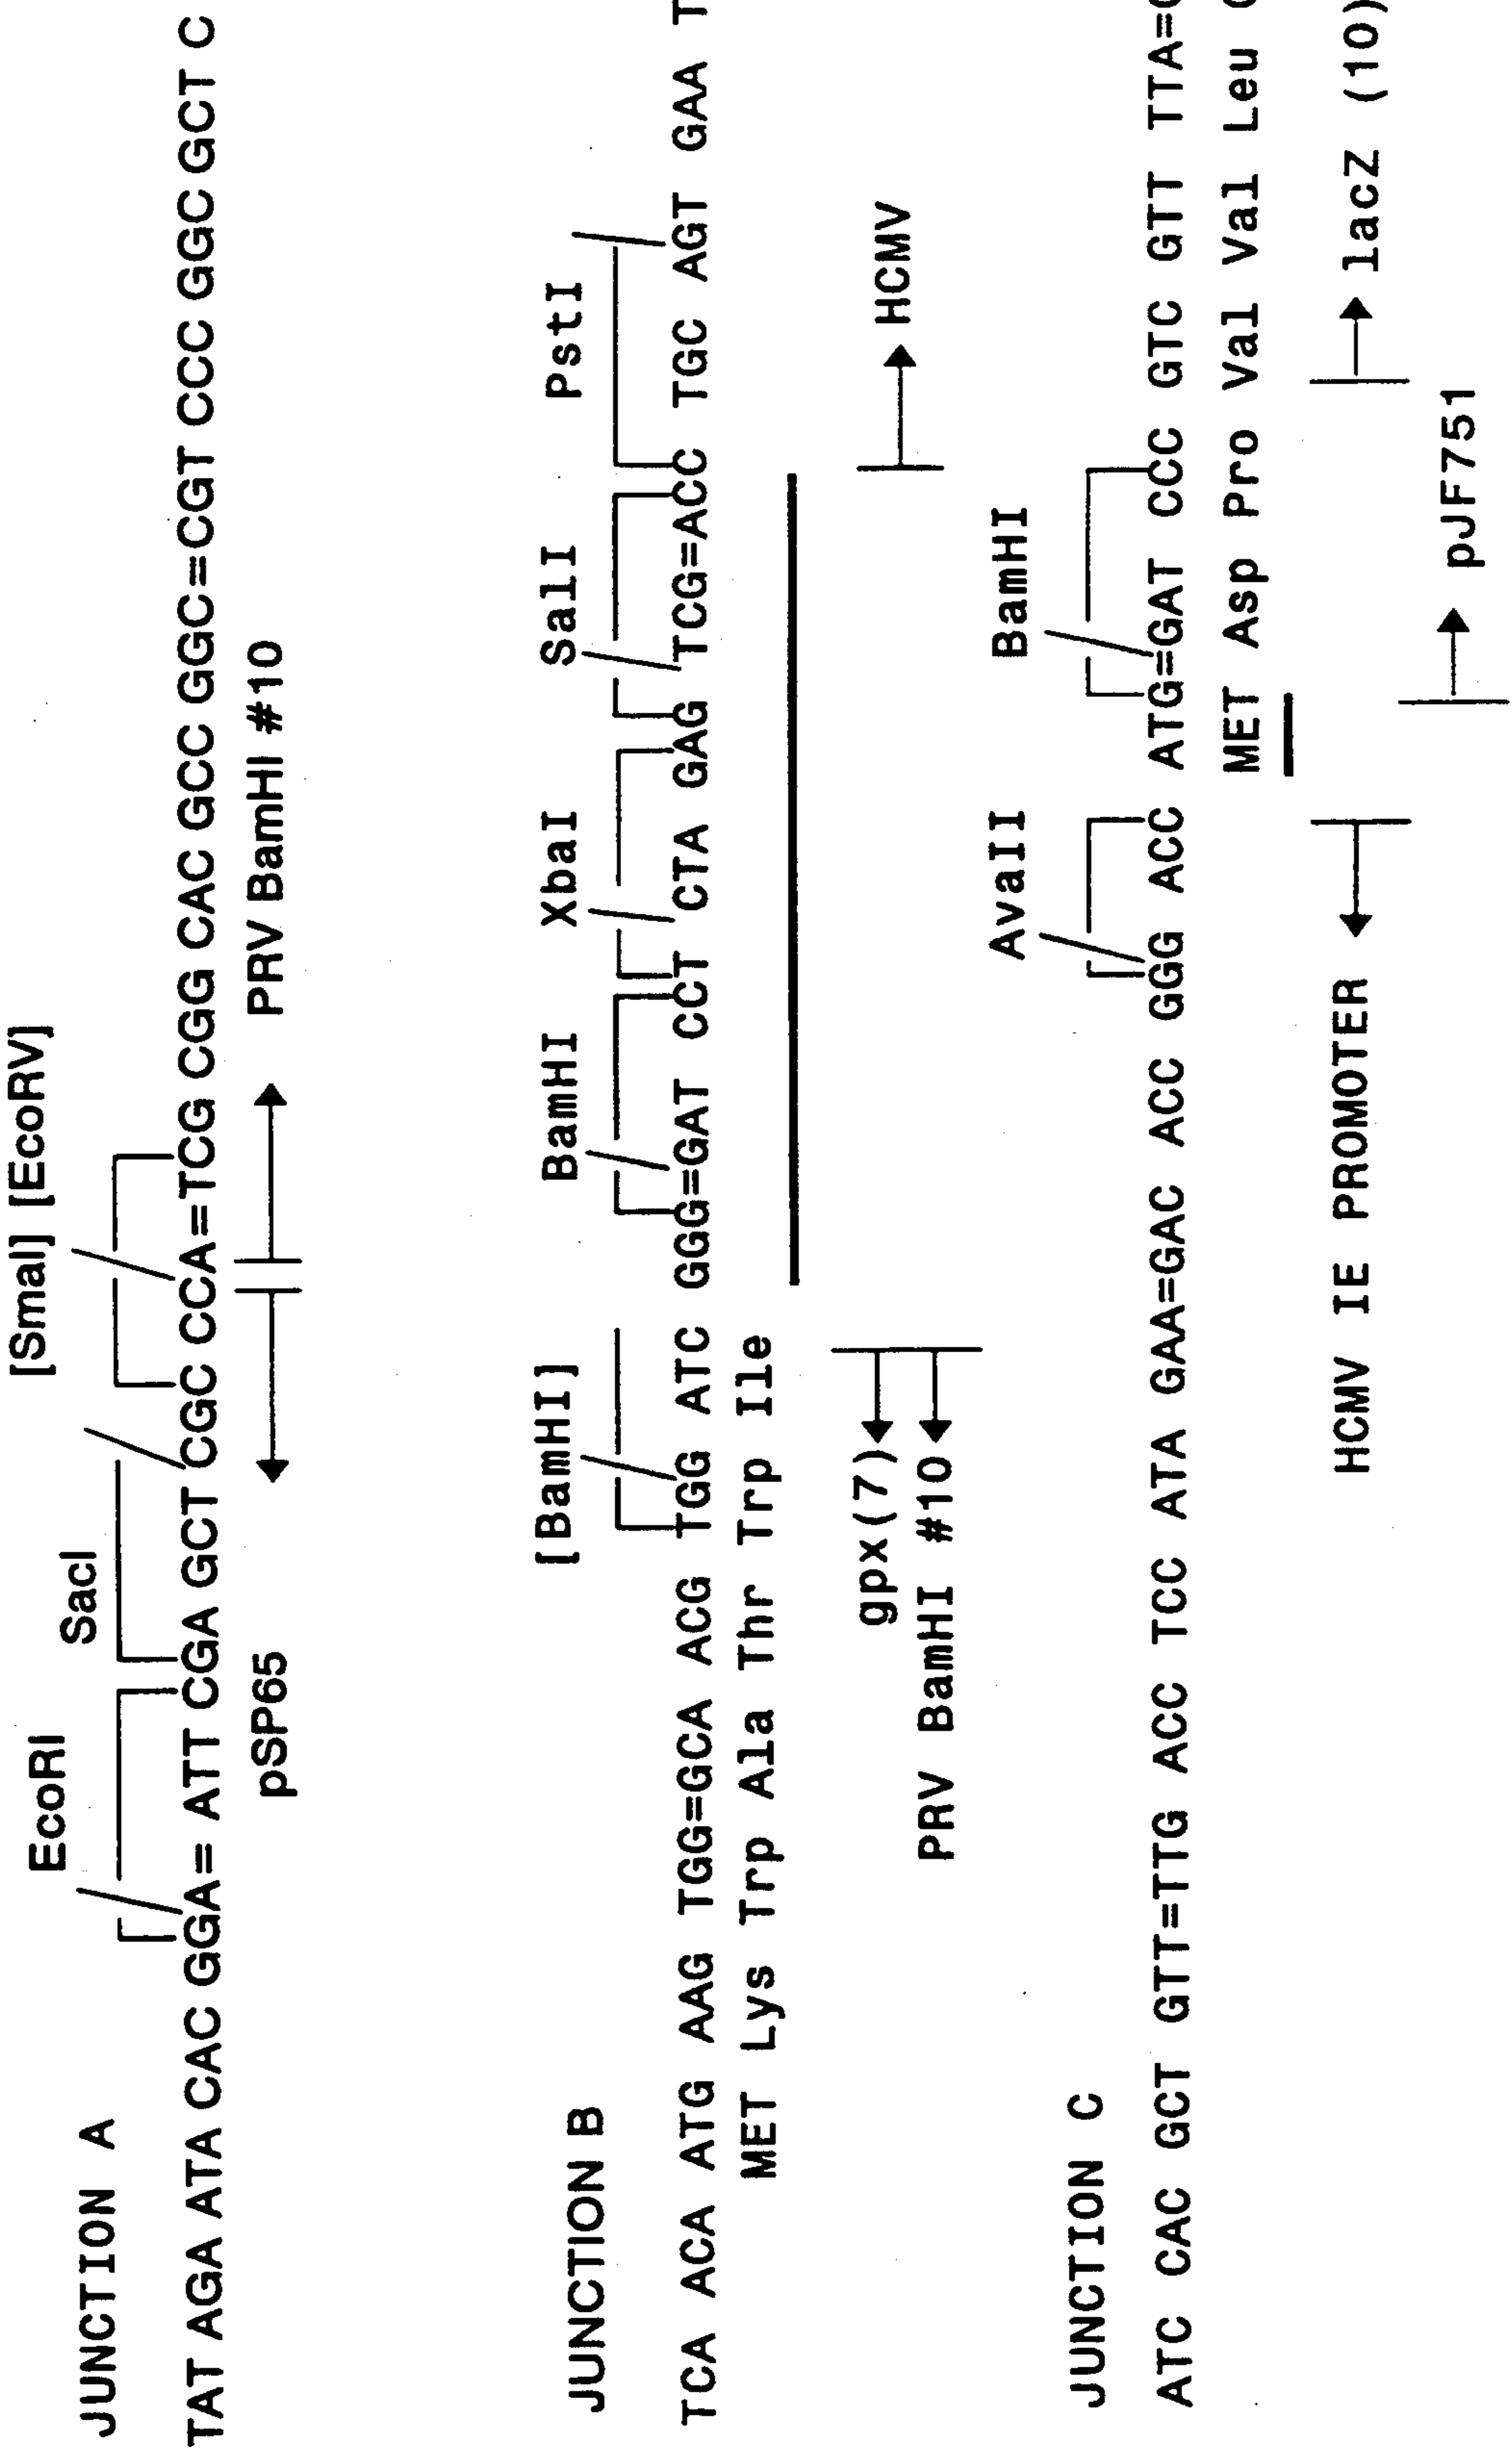 JUNCTION A
EcoRI SacI [SmaI] [EcoRV]
TAT AGA ATA CAC GGA= ATT CGA GCT CGC CCA=TCG CGG CAC GCC GGC=CGT CCC GGC GCT C
pSP65 PRV BamHI #10
JUNCTION B
[BamHI] BamHI XbaI SalI PstI
TCA ACA ATG AAG TGG=GCA ACG TGG ATC GGG=GAT CCT CTA GAG TCG=ACC TGC AGT GAA T
MET Lys Trp Ala Thr Trp Ile
gpx(7) HCMV
PRV BamHI #10
JUNCTION C
AvaII BamHI
ATC CAC GCT GTT=TTG ACC TCC ATA GAA=GAC ACC GGG ACC ATG=GAT CCC GTC GTT TTA=
MET Asp Pro Val Val Leu
HCMV IE PROMOTER lacZ (10)
pJF751